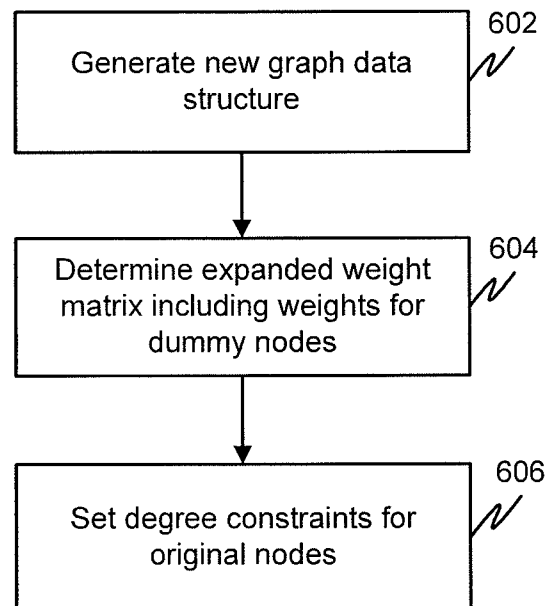 602
Generate new graph data
structure
604
Determine expanded weight
matrix including weights for
dummy nodes
606
Set degree constraints for
original nodes